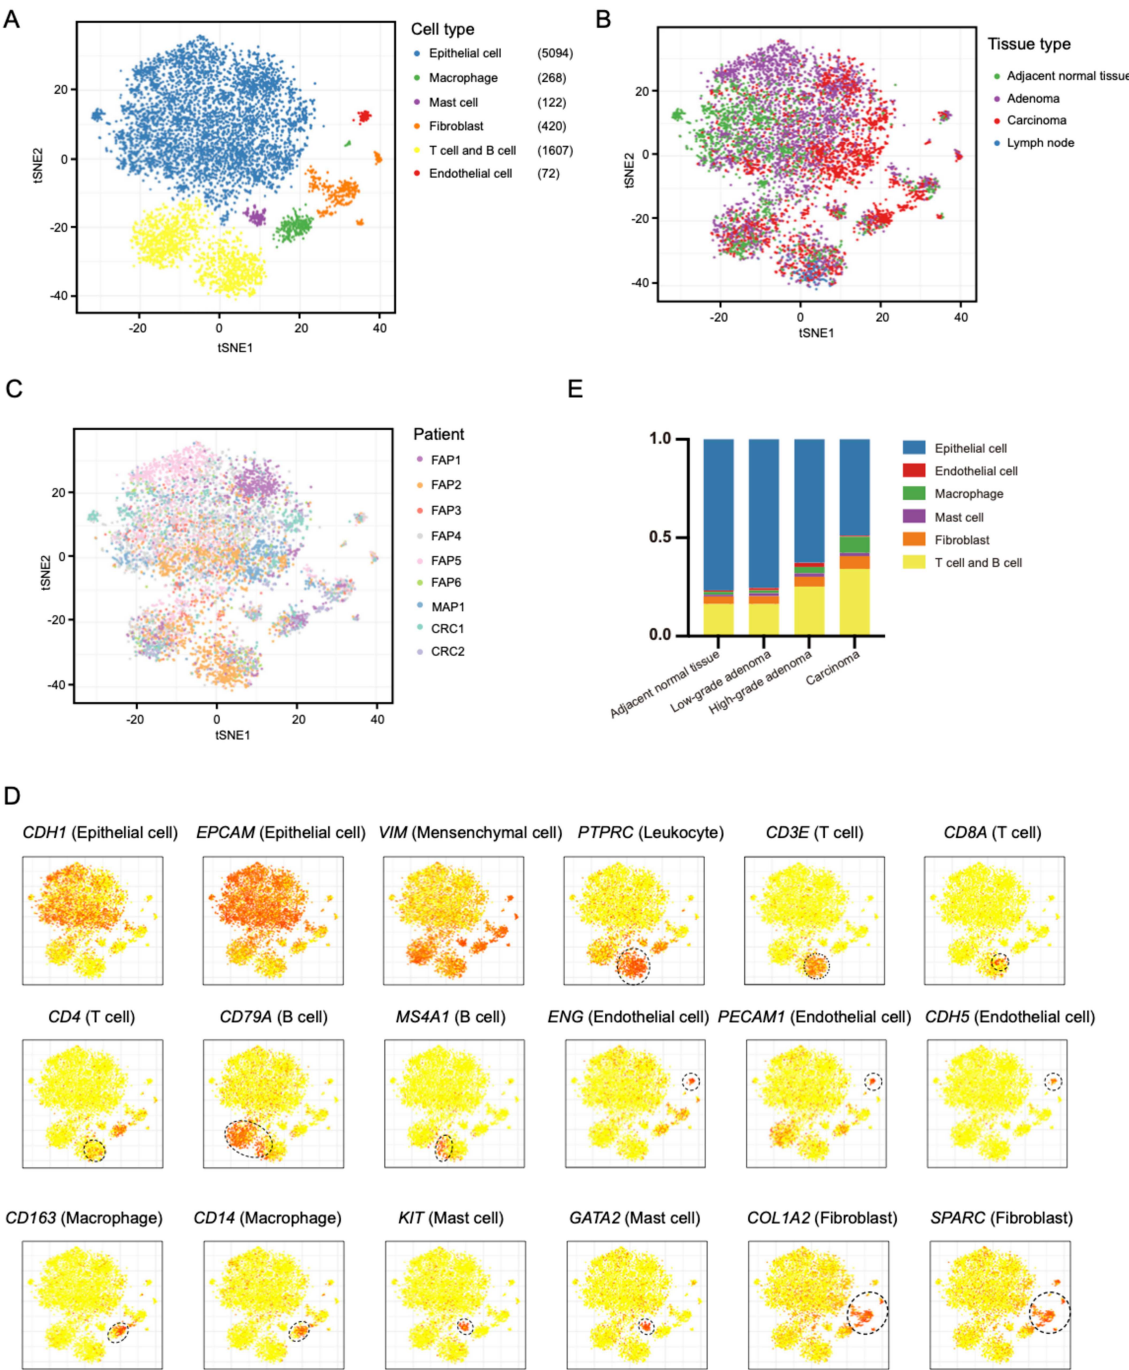 A
Cell type
Epithelial cell (5094)
Macrophage (268)
Mast cell (122)
Fibroblast (420)
T cell and B cell (1607)
Endothelial cell (72)
tSNE2
20
0
-20
-40
-20 0 20 40
tSNE1
B
Tissue type
Adjacent normal tissue
Adenoma
Carcinoma
Lymph node
tSNE2
20
0
-20
-40
-20 0 20 40
tSNE1
C
Patient
FAP1
FAP2
FAP3
FAP4
FAP5
FAP6
MAP1
CRC1
CRC2
tSNE2
20
0
-20
-40
-20 0 20 40
tSNE1
E
1.0
0.5
0.0
Adjacent normal tissue
Low-grade adenoma
High-grade adenoma
Carcinoma
Epithelial cell
Endothelial cell
Macrophage
Mast cell
Fibroblast
T cell and B cell
D
CDH1 (Epithelial cell) EPCAM (Epithelial cell) VIM (Mensenchymal cell) PTPRC (Leukocyte) CD3E (T cell) CD8A (T cell)
CD4 (T cell) CD79A (B cell) MS4A1 (B cell) ENG (Endothelial cell) PECAM1 (Endothelial cell) CDH5 (Endothelial cell)
CD163 (Macrophage) CD14 (Macrophage) KIT (Mast cell) GATA2 (Mast cell) COL1A2 (Fibroblast) SPARC (Fibroblast)